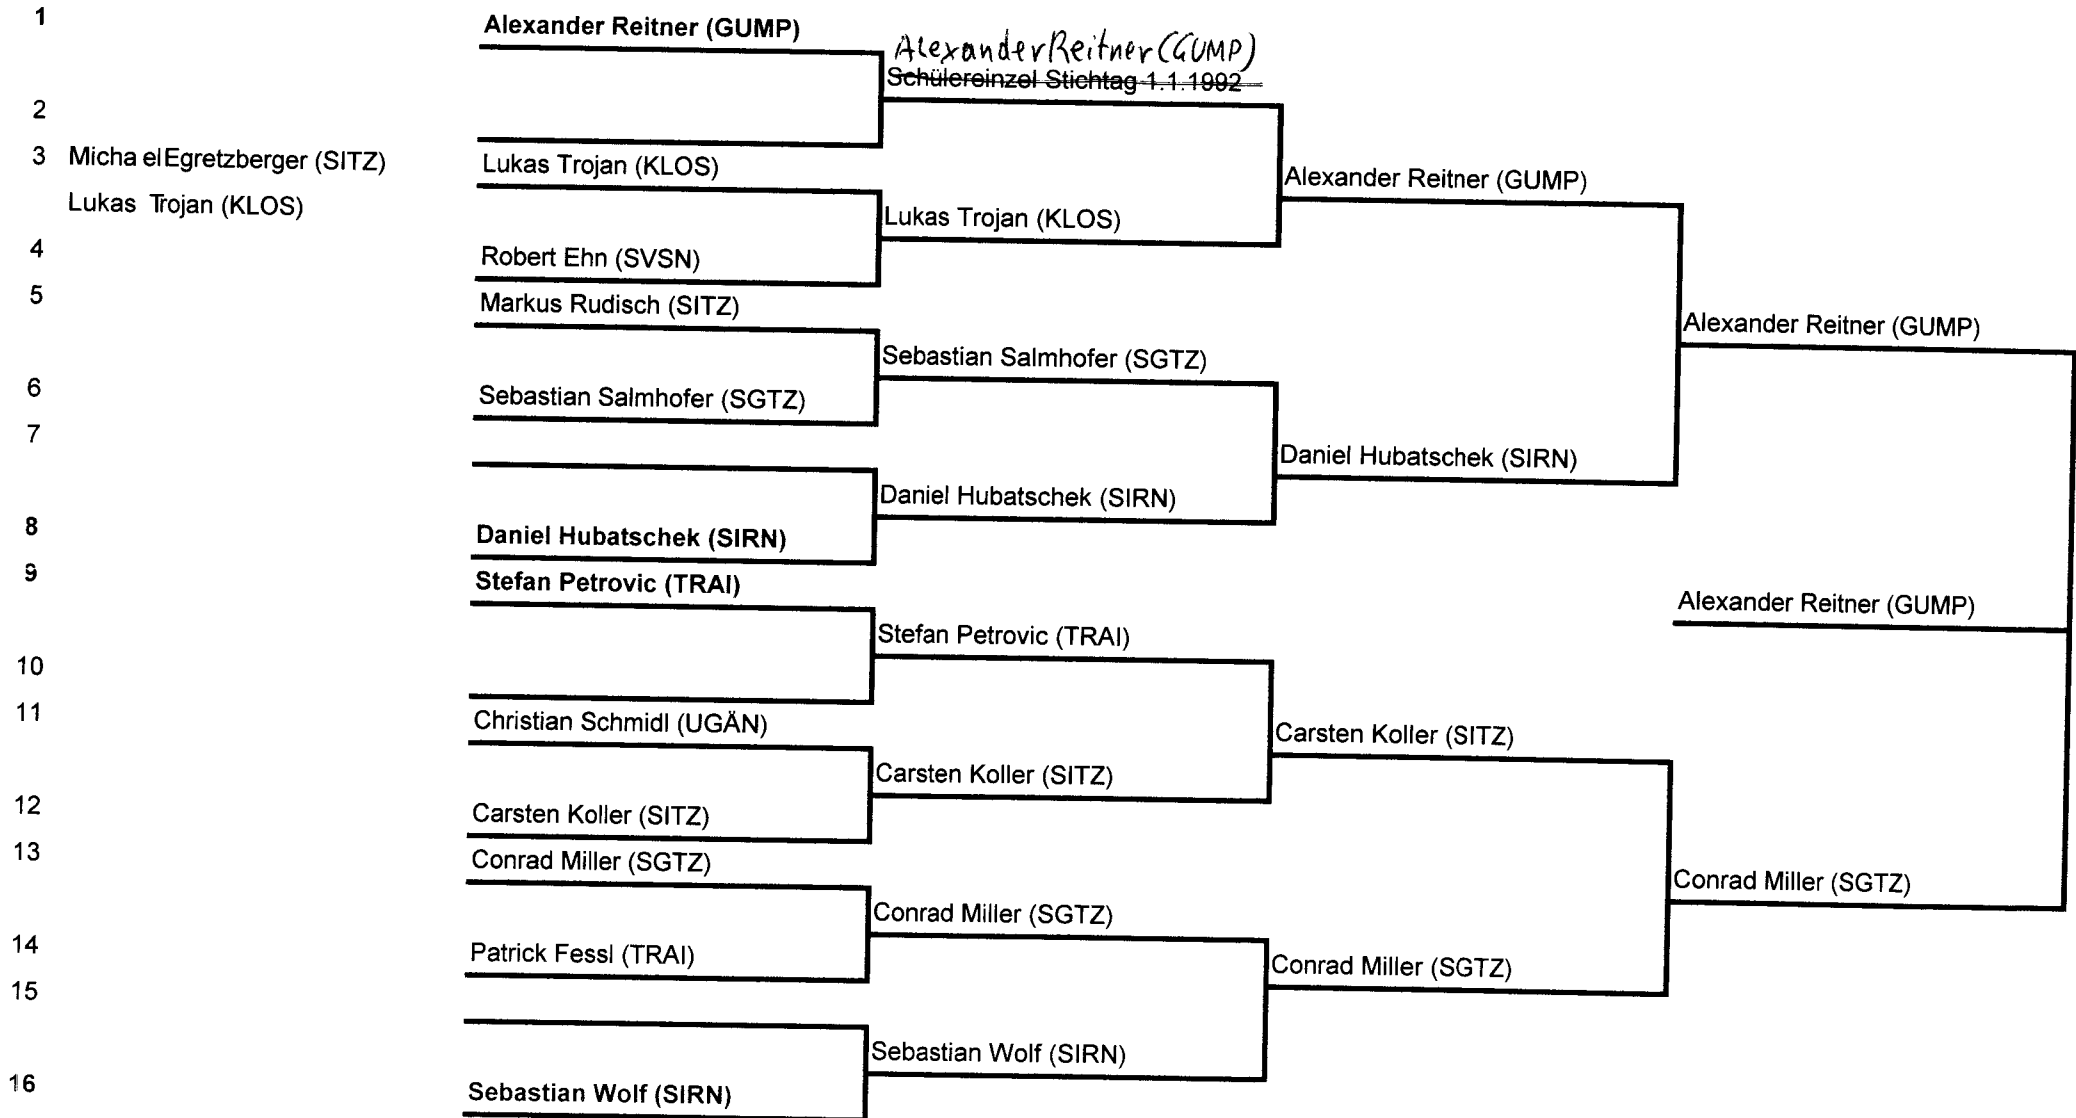 1
Alexander Reitner (GUMP)
Alexander Reitner (GUMP)
Schülereinzel Stichtag 1.1.1992
2
3 Micha elEgretzberger (SITZ)
Lukas Trojan (KLOS)
Lukas Trojan (KLOS)
Alexander Reitner (GUMP)
Lukas Trojan (KLOS)
4
Robert Ehn (SVSN)
5
Markus Rudisch (SITZ)
Alexander Reitner (GUMP)
Sebastian Salmhofer (SGTZ)
6
Sebastian Salmhofer (SGTZ)
7
Daniel Hubatschek (SIRN)
Daniel Hubatschek (SIRN)
8
Daniel Hubatschek (SIRN)
9
Stefan Petrovic (TRAI)
Alexander Reitner (GUMP)
Stefan Petrovic (TRAI)
10
11
Christian Schmidl (UGÄN)
Carsten Koller (SITZ)
Carsten Koller (SITZ)
12
Carsten Koller (SITZ)
13
Conrad Miller (SGTZ)
Conrad Miller (SGTZ)
Conrad Miller (SGTZ)
14
Patrick Fessl (TRAI)
Conrad Miller (SGTZ)
15
Sebastian Wolf (SIRN)
16
Sebastian Wolf (SIRN)